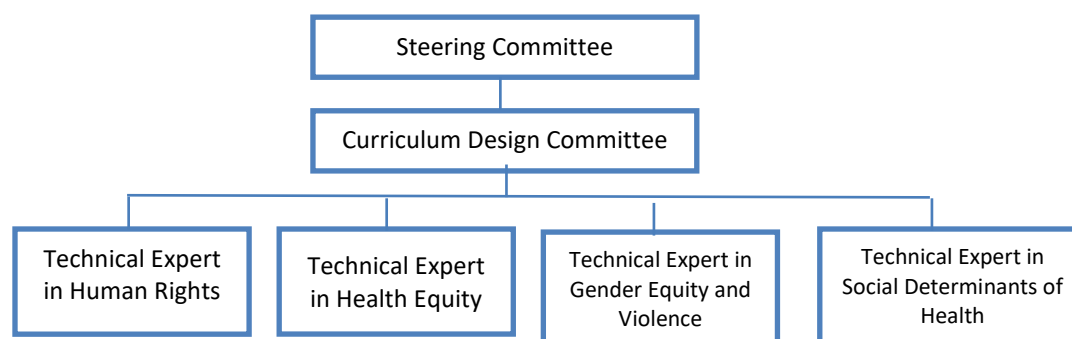 Steering Committee
Curriculum Design Committee
Technical Expert
in Human Rights
Technical Expert
in Health Equity
Technical Expert in
Gender Equity and
Violence
Technical Expert in
Social Determinants of
Health